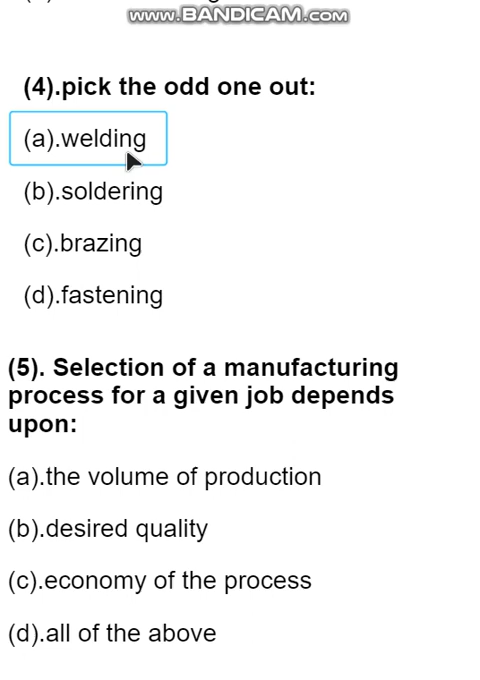 www.BANDICAM.com
(4).pick the odd one out:
(a).welding
(b).soldering
(c).brazing
(d).fastening
(5). Selection of a manufacturing
process for a given job depends
upon:
(a).the volume of production
(b).desired quality
(c).economy of the process
(d).all of the above